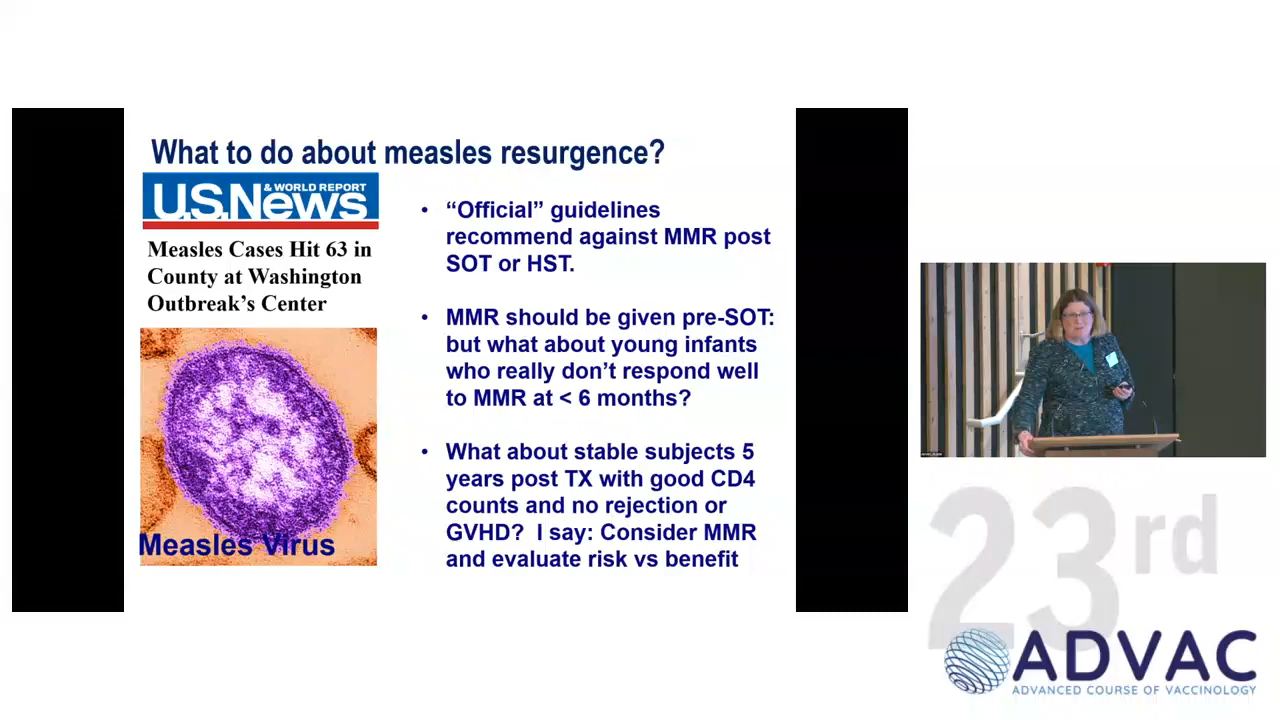 What to do about measles resurgence?
U.S.News
& WORLD REPORT
Measles Cases Hit 63 in
County at Washington
Outbreak’s Center
Measles Virus
• “Official” guidelines
recommend against MMR post
SOT or HST.
• MMR should be given pre-SOT:
but what about young infants
who really don’t respond well
to MMR at < 6 months?
• What about stable subjects 5
years post TX with good CD4
counts and no rejection or
GVHD?  I say: Consider MMR
and evaluate risk vs benefit
23rd
ADVAC
ADVANCED COURSE OF VACCINOLOGY